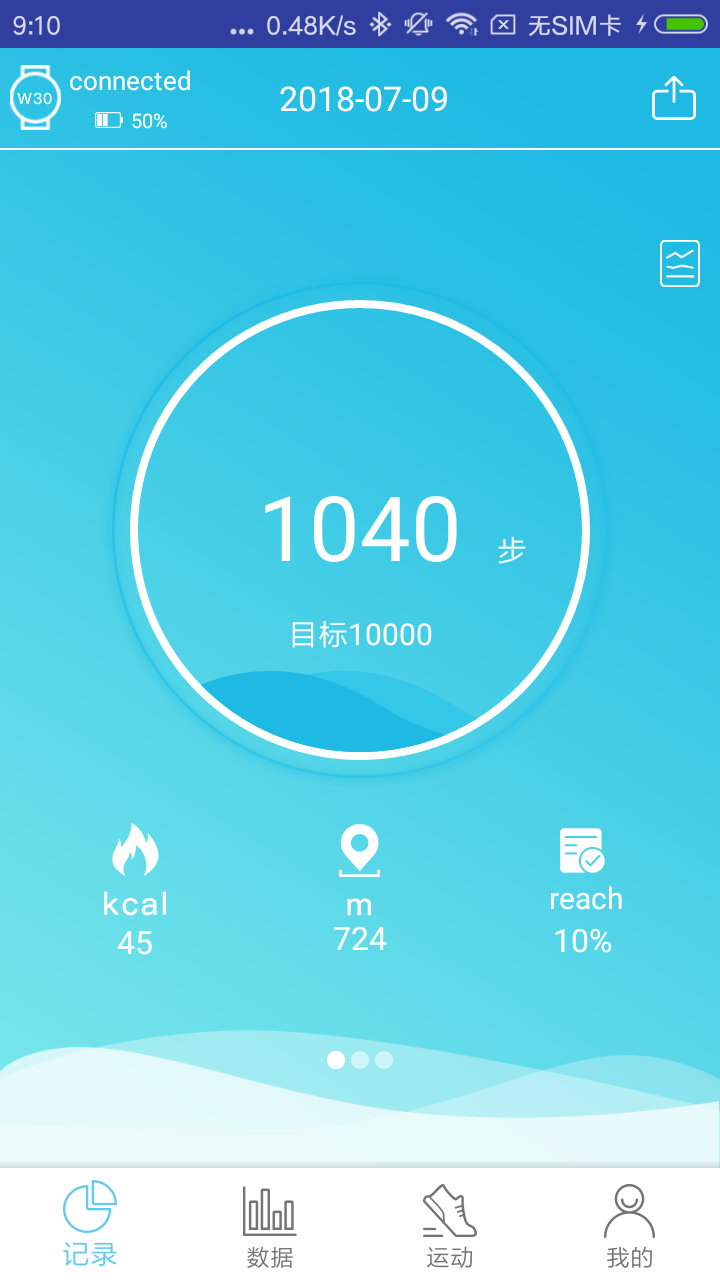 9:10 ... 0.48K/s 无SIM卡
W30 connected
50%
2018-07-09
1040 步
目标10000
kcal m reach
45 724 10%
记录 数据 运动 我的